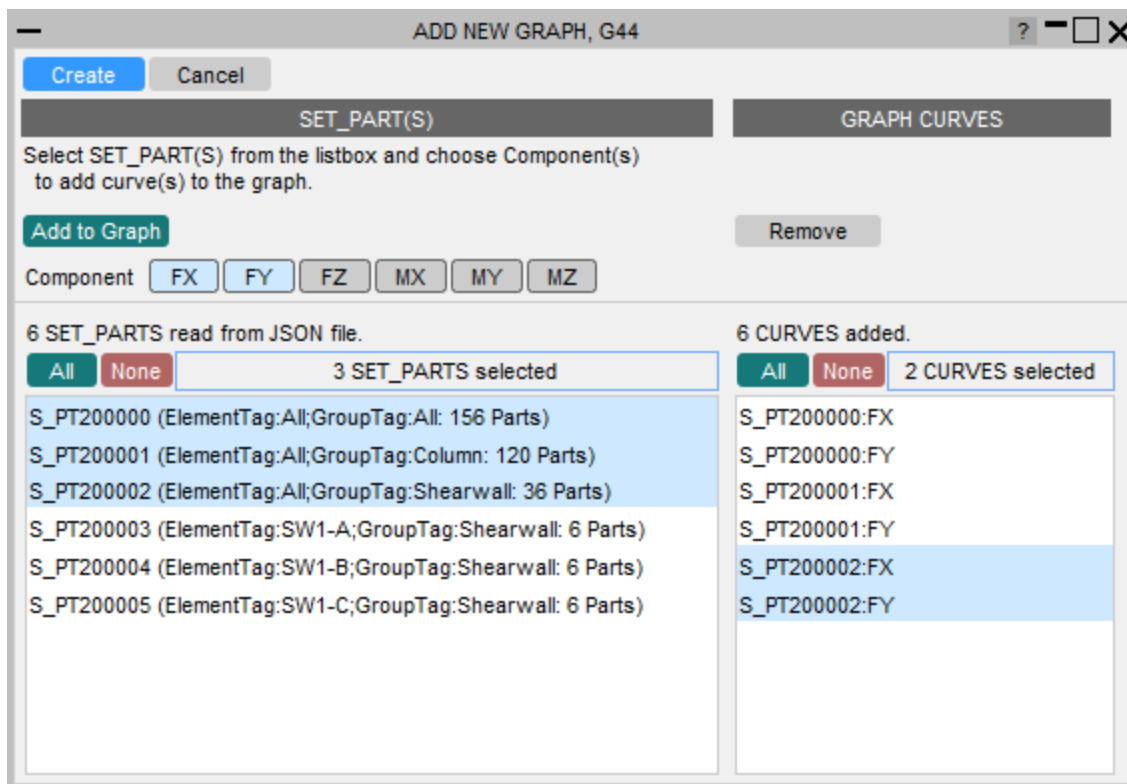 ADD NEW GRAPH, G44
?
Create Cancel
SET_PART(S)
GRAPH CURVES
Select SET_PART(S) from the listbox and choose Component(s)
to add curve(s) to the graph.
Add to Graph
Remove
Component FX FY FZ MX MY MZ
6 SET_PARTS read from JSON file.
All None 3 SET_PARTS selected
S_PT200000 (ElementTag:All;GroupTag:All: 156 Parts)
S_PT200001 (ElementTag:All;GroupTag:Column: 120 Parts)
S_PT200002 (ElementTag:All;GroupTag:Shearwall: 36 Parts)
S_PT200003 (ElementTag:SW1-A;GroupTag:Shearwall: 6 Parts)
S_PT200004 (ElementTag:SW1-B;GroupTag:Shearwall: 6 Parts)
S_PT200005 (ElementTag:SW1-C;GroupTag:Shearwall: 6 Parts)
6 CURVES added.
All None 2 CURVES selected
S_PT200000:FX
S_PT200000:FY
S_PT200001:FX
S_PT200001:FY
S_PT200002:FX
S_PT200002:FY